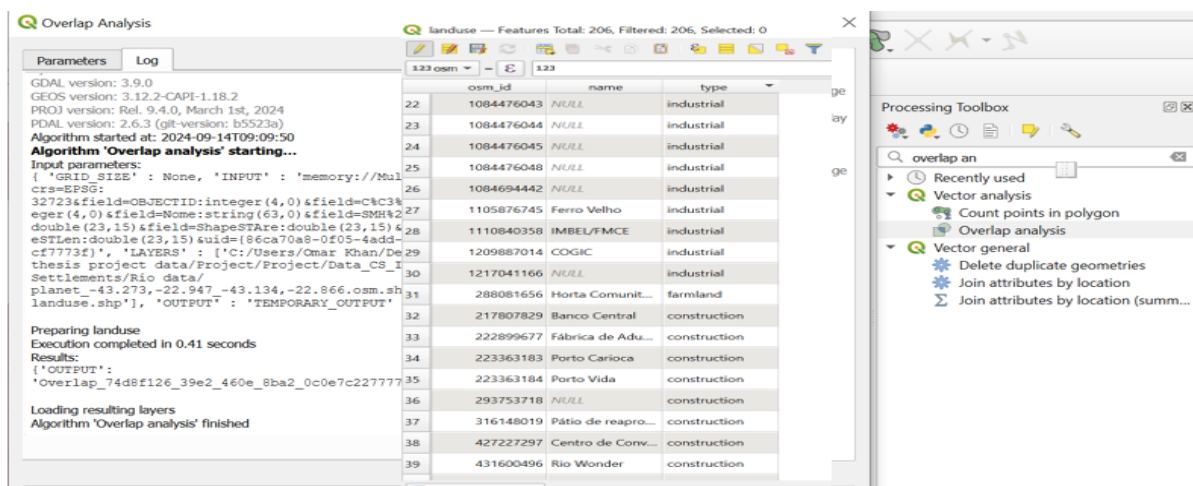 Overlap Analysis
Parameters Log
GDAL version: 3.9.0
GEOS version: 3.12.2-CAPI-1.18.2
PROJ version: Rel. 9.4.0, March 1st, 2024
PDAL version: 2.6.3 (git-version: b5523a)
Algorithm started at: 2024-09-14T09:09:50
Algorithm 'Overlap analysis' starting...
Input parameters:
{ 'GRID_SIZE' : None, 'INPUT' : 'memory://Mul
crs=EPSG:
32723&field=OBJECTID:integer(4,0)&field=C%C3%
eger(4,0)&field=Nome:string(63,0)&field=SMH%2
double(23,15)&field=ShapeSTAre:double(23,15)&
eSTLen:double(23,15)&uid={86ca70a8-0f05-4add-
cf7773f}', 'LAYERS' : ['C:/Users/Omar Khan/De
thesis project data/Project/Project/Data_CS_I
Settlements/Rio data/
planet_-43.273,-22.947_-43.134,-22.866.osm.sh
landuse.shp'], 'OUTPUT' : 'TEMPORARY_OUTPUT'
Preparing landuse
Execution completed in 0.41 seconds
Results:
{'OUTPUT':
'Overlap_74d8f126_39e2_460e_8ba2_0c0e7c227777
Loading resulting layers
Algorithm 'Overlap analysis' finished
landuse — Features Total: 206, Filtered: 206, Selected: 0
123 osm = ε 123
osm_id name type
22 1084476043 NULL industrial
23 1084476044 NULL industrial
24 1084476045 NULL industrial
25 1084476048 NULL industrial
26 1084694442 NULL industrial
27 1105876745 Ferro Velho industrial
28 1110840358 IMBEL/FMCE industrial
29 1209887014 COGIC industrial
30 1217041166 NULL industrial
31 288081656 Horta Comunit... farmland
32 217807829 Banco Central construction
33 222899677 Fábrica de Adu... construction
34 223363183 Porto Carioca construction
35 223363184 Porto Vida construction
36 293753718 NULL construction
37 316148019 Pátio de reapro... construction
38 427227297 Centro de Conv... construction
39 431600496 Rio Wonder construction
ge
lay
ge
Processing Toolbox
overlap an
Recently used
Vector analysis
Count points in polygon
Overlap analysis
Vector general
Delete duplicate geometries
Join attributes by location
Join attributes by location (summ...